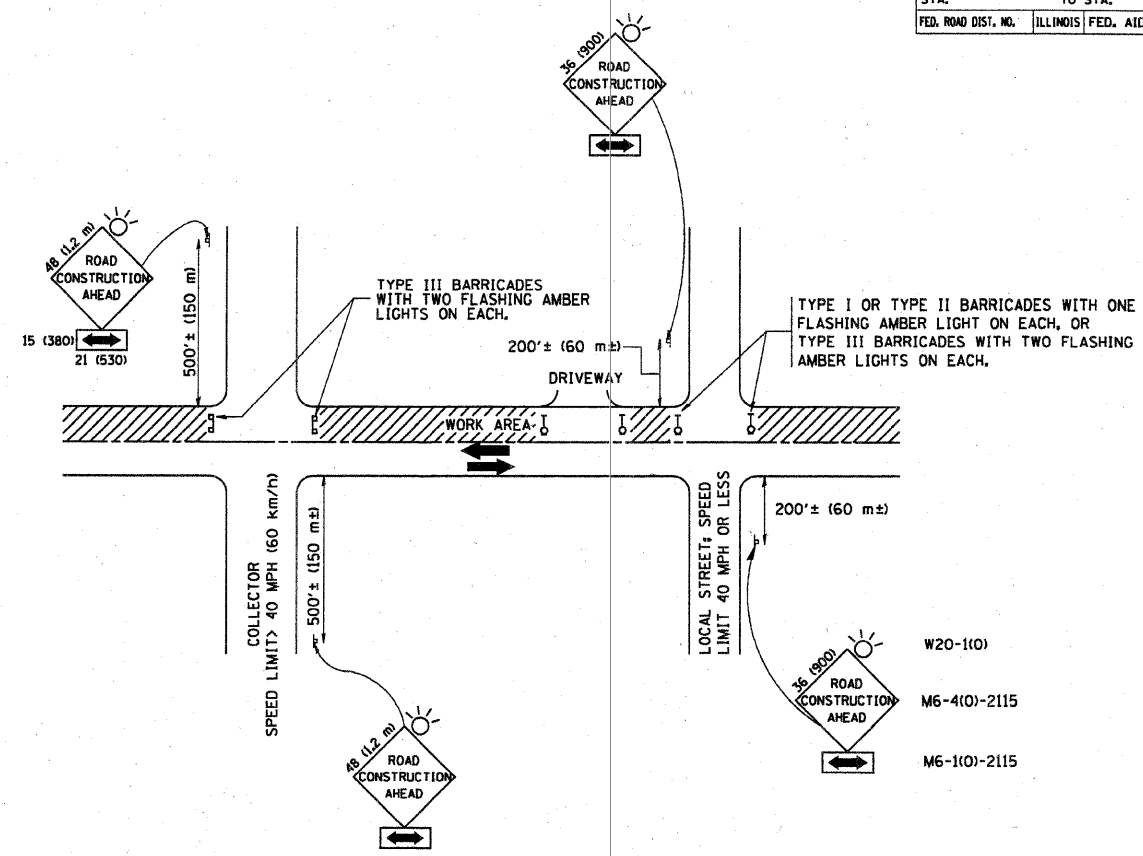 STA. TO STA.
FED. ROAD DIST. NO. ILLINOIS FED. AID
36 (900)
ROAD
CONSTRUCTION
AHEAD
48 (1.2 m)
ROAD
CONSTRUCTION
AHEAD
15 (380)
21 (530)
500'± (150 m)
TYPE III BARRICADES
WITH TWO FLASHING AMBER
LIGHTS ON EACH.
200'± (60 m±)
DRIVEWAY
TYPE I OR TYPE II BARRICADES WITH ONE
FLASHING AMBER LIGHT ON EACH, OR
TYPE III BARRICADES WITH TWO FLASHING
AMBER LIGHTS ON EACH.
WORK AREA
COLLECTOR
SPEED LIMIT> 40 MPH (60 km/h)
500'± (150 m±)
LOCAL STREET; SPEED
LIMIT 40 MPH OR LESS
200'± (60 m±)
48 (1.2 m)
ROAD
CONSTRUCTION
AHEAD
36 (900)
ROAD
CONSTRUCTION
AHEAD
W20-1(O)
M6-4(O)-2115
M6-1(O)-2115